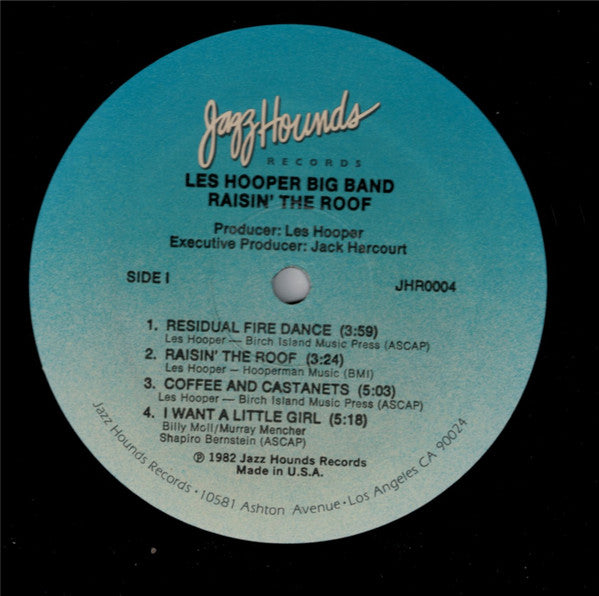 Jazz Hounds
RECORDS
LES HOOPER BIG BAND
RAISIN' THE ROOF
Producer: Les Hooper
Executive Producer: Jack Harcourt
SIDE I
JHR0004
1. RESIDUAL FIRE DANCE (3:59)
Les Hooper — Birch Island Music Press (ASCAP)
2. RAISIN' THE ROOF (3:24)
Les Hooper – Hooperman Music (BMI)
3. COFFEE AND CASTANETS (5:03)
Les Hooper — Birch Island Music Press (ASCAP)
4. I WANT A LITTLE GIRL (5:18)
Billy Moll/Murray Mencher
Shapiro Bernstein (ASCAP)
℗ 1982 Jazz Hounds Records
Made in U.S.A.
Jazz Hounds Records · 10581 Ashton Avenue · Los Angeles CA 90024